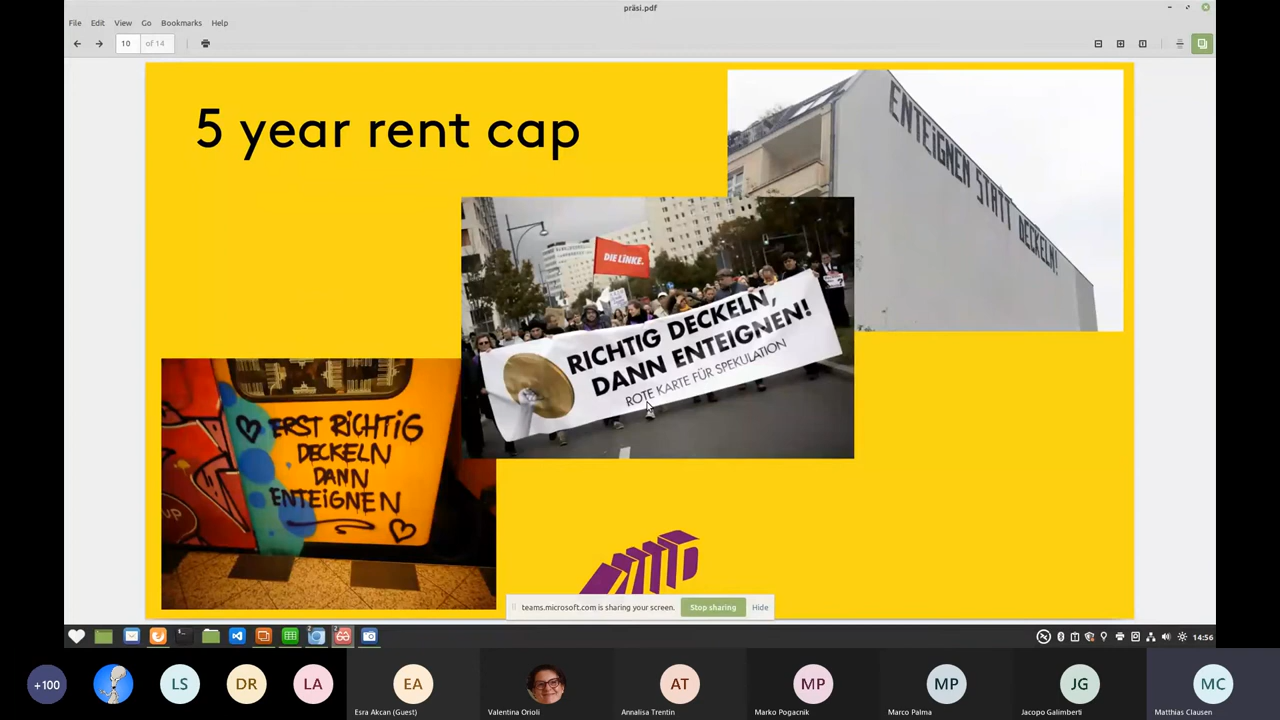 präsi.pdf
File Edit View Go Bookmarks Help
10 of 14
5 year rent cap
ENTEIGNEN STATT DECKELN!
DIE LINKE.
RICHTIG DECKELN,
DANN ENTEIGNEN!
ROTE KARTE FÜR SPEKULATION
ERST RICHTIG
DECKELN
DANN
ENTEIGNEN
UP
teams.microsoft.com is sharing your screen. Stop sharing Hide
14:56
+100 LS DR LA EA AT MP MP JG MC
Esra Akcan (Guest) Valentina Orioli Annalisa Trentin Marko Pogacnik Marco Palma Jacopo Galimberti Matthias Clausen